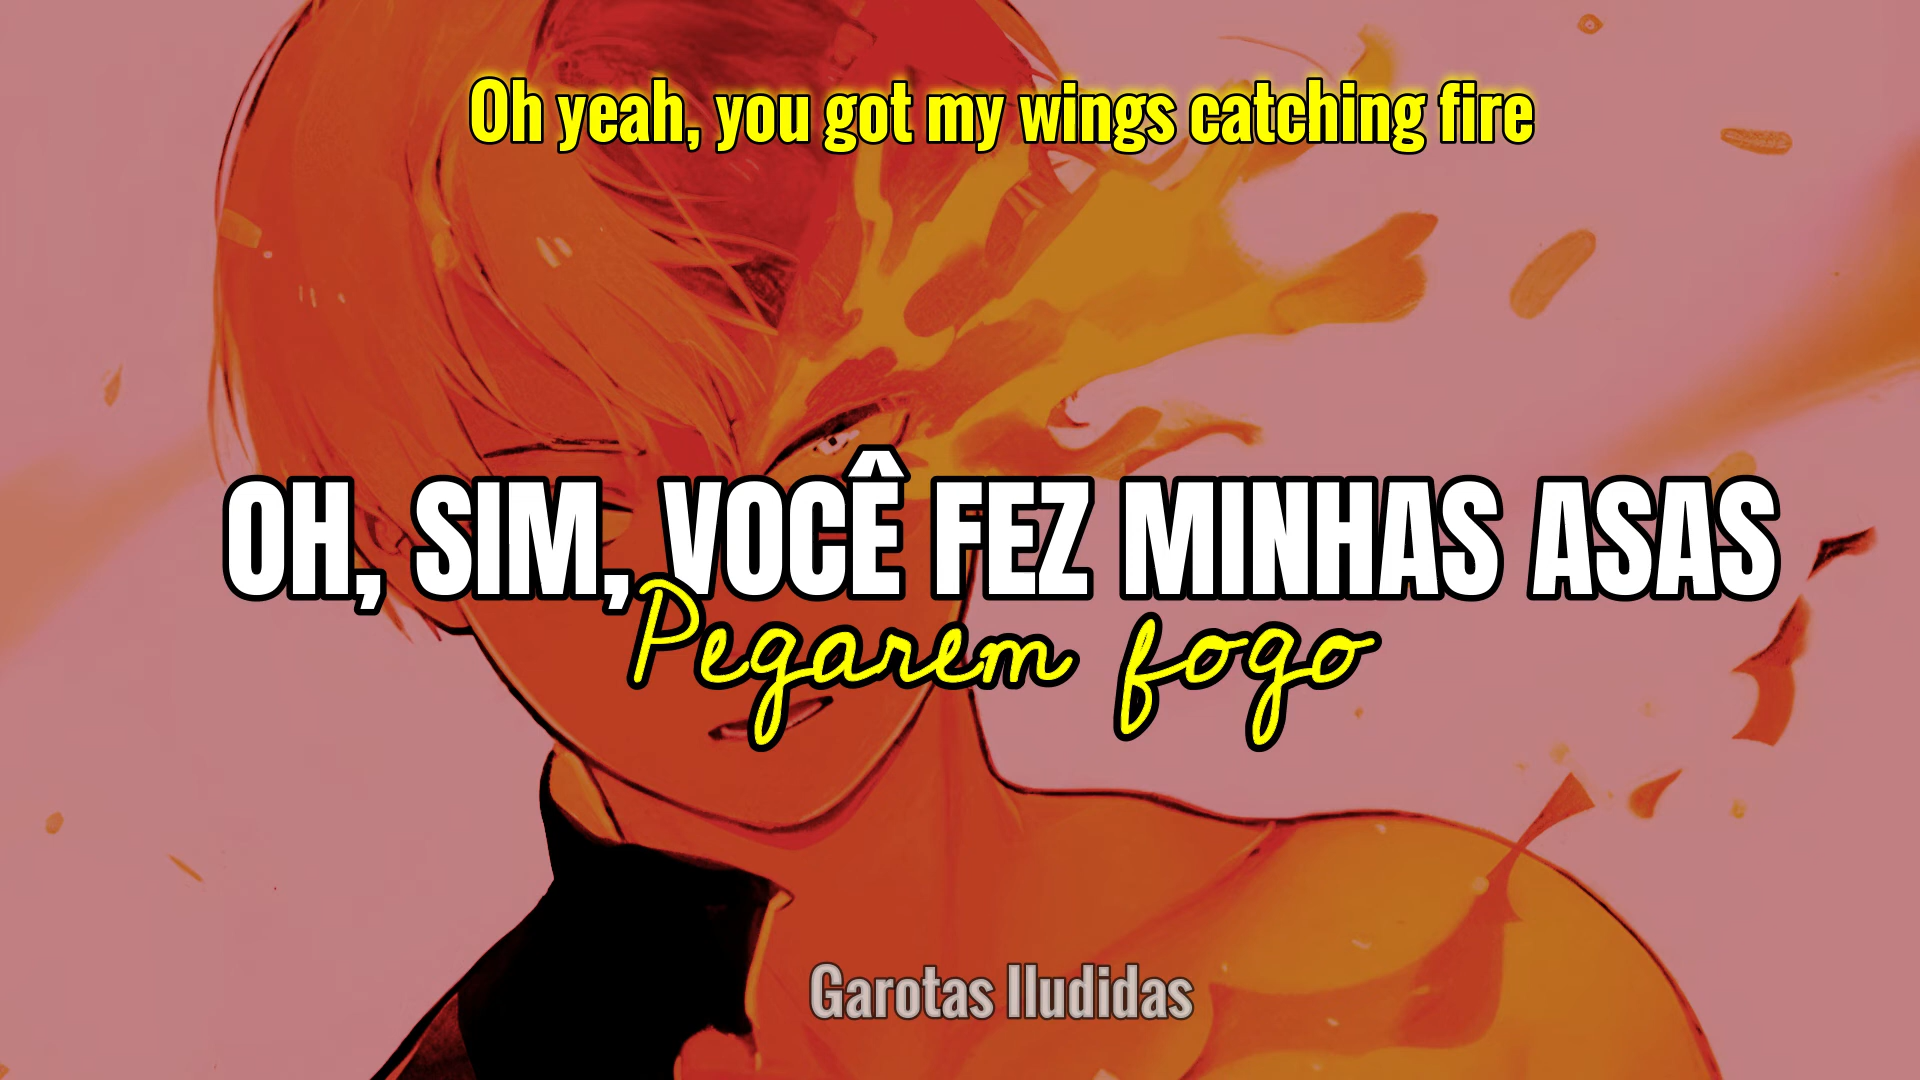 Oh yeah, you got my wings catching fire
OH, SIM, VOCÊ FEZ MINHAS ASAS
Pegarem fogo
Garotas Iludidas